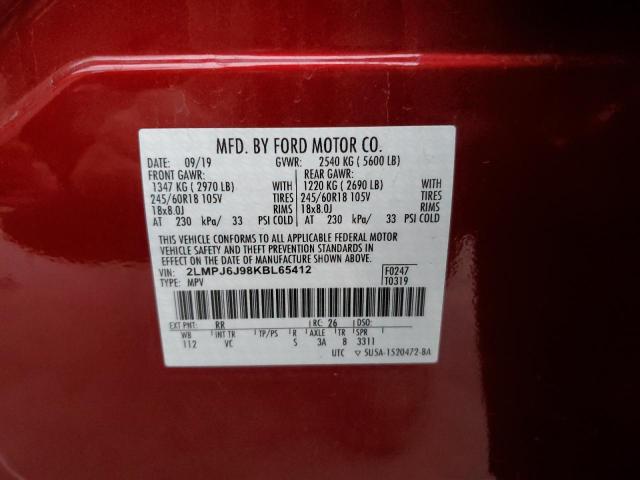 MFD. BY FORD MOTOR CO.
DATE: 09/19 GVWR: 2540 KG ( 5600 LB)
FRONT GAWR: REAR GAWR:
1347 KG ( 2970 LB) WITH 1220 KG ( 2690 LB) WITH
245/60R18 105V TIRES 245/60R18 105V TIRES
18x8.0J RIMS 18x8.0J RIMS
AT 230 kPa/ 33 PSI COLD AT 230 kPa/ 33 PSI COLD
THIS VEHICLE CONFORMS TO ALL APPLICABLE FEDERAL MOTOR
VEHICLE SAFETY AND THEFT PREVENTION STANDARDS IN
EFFECT ON THE DATE OF MANUFACTURE SHOWN ABOVE.
VIN: 2LMPJ6J98KBL65412 F0247
TYPE: MPV T0319
EXT PNT: RR RC: 26 DSO:
WB INT TR TP/PS R AXLE TR SPR
112 VC S 3A 8 3311
UTC ▽ 5U5A-1520472-BA